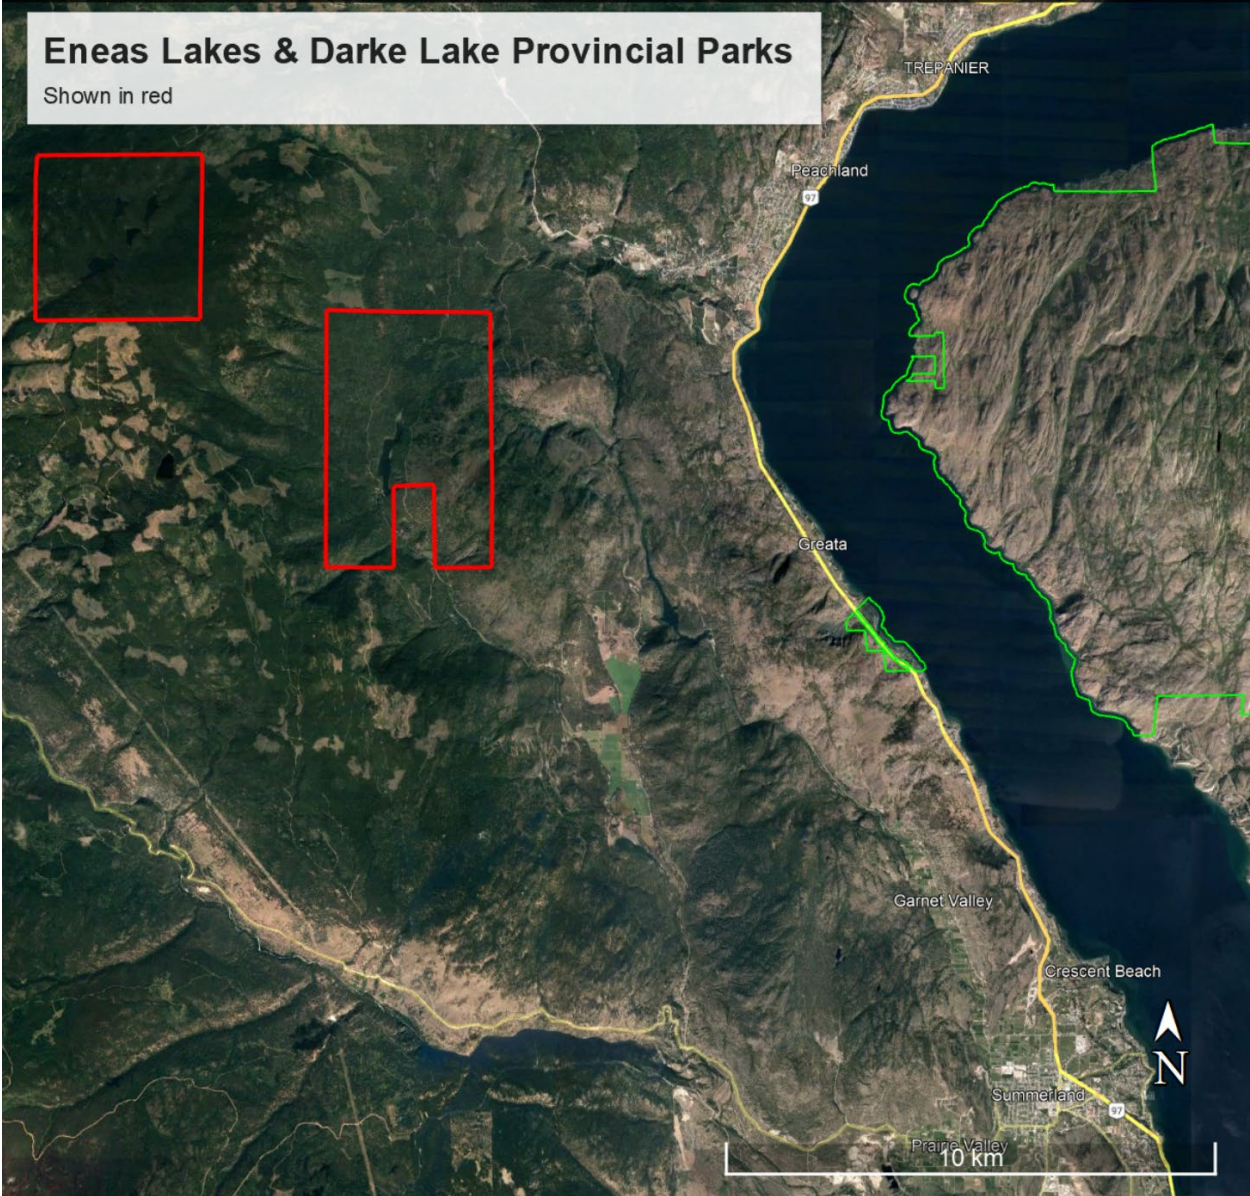 Eneas Lakes & Darke Lake Provincial Parks
Shown in red
TREPANIER
Peachland
97
Greata
Garnet Valley
Crescent Beach
N
Summerland
97
Prairie Valley
10 km